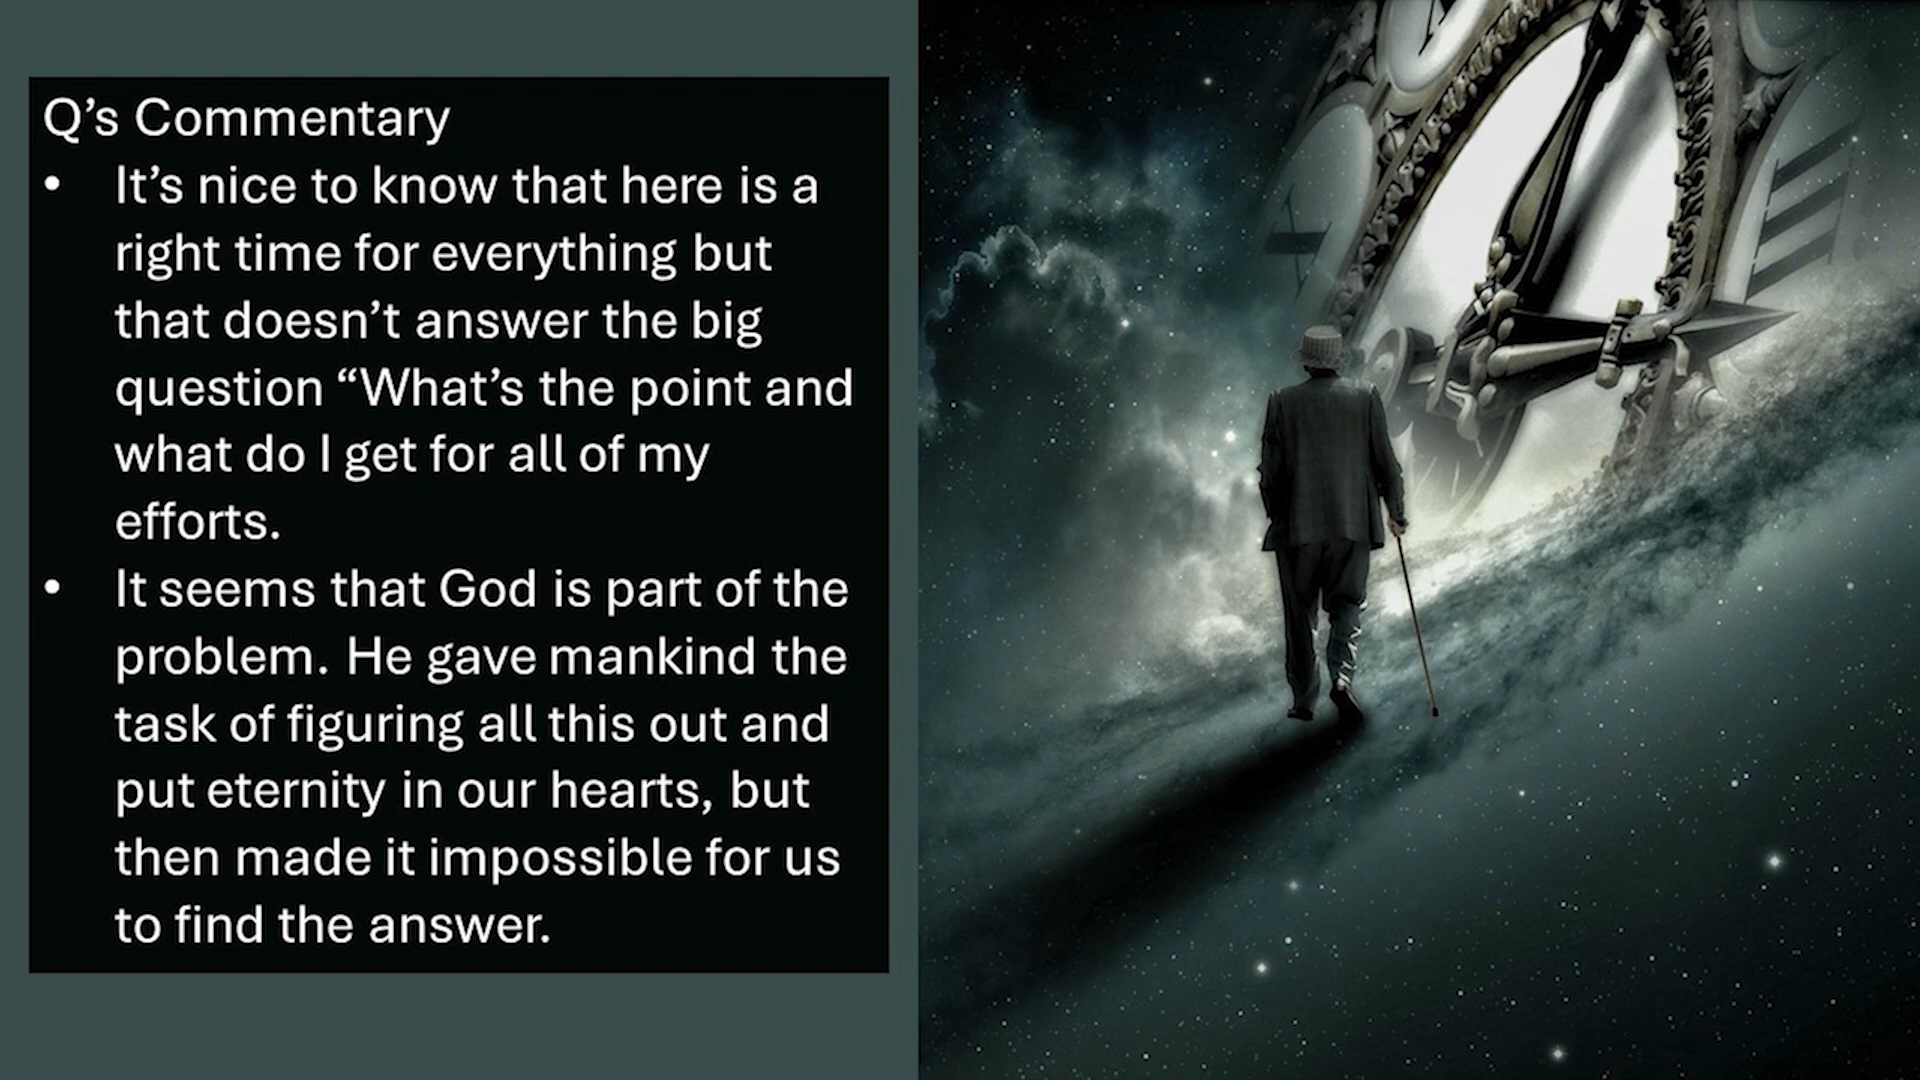 Q’s Commentary
• It’s nice to know that here is a
right time for everything but
that doesn’t answer the big
question “What’s the point and
what do I get for all of my
efforts.
• It seems that God is part of the
problem. He gave mankind the
task of figuring all this out and
put eternity in our hearts, but
then made it impossible for us
to find the answer.